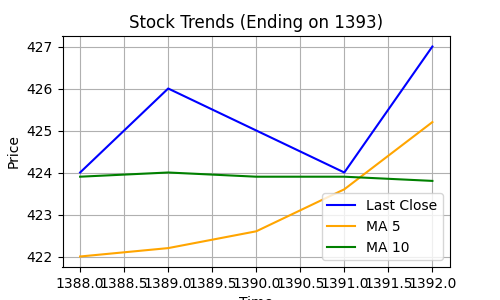 Stock Trends (Ending on 1393)
Price
427
426
425
424
423
422
Last Close
MA 5
MA 10
1388.0 1388.5 1389.0 1389.5 1390.0 1390.5 1391.0 1391.5 1392.0
Time